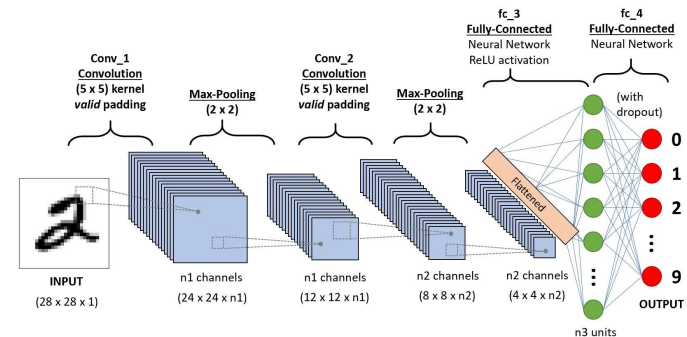 fc_3
Fully-Connected
Neural Network
ReLU activation
fc_4
Fully-Connected
Neural Network
Conv_1
Convolution
(5 x 5) kernel
valid padding
Max-Pooling
(2 x 2)
Conv_2
Convolution
(5 x 5) kernel
valid padding
Max-Pooling
(2 x 2)
(with
dropout)
Flattened
0
1
2
9
OUTPUT
INPUT
(28 x 28 x 1)
n1 channels
(24 x 24 x n1)
n1 channels
(12 x 12 x n1)
n2 channels
(8 x 8 x n2)
n2 channels
(4 x 4 x n2)
n3 units
2